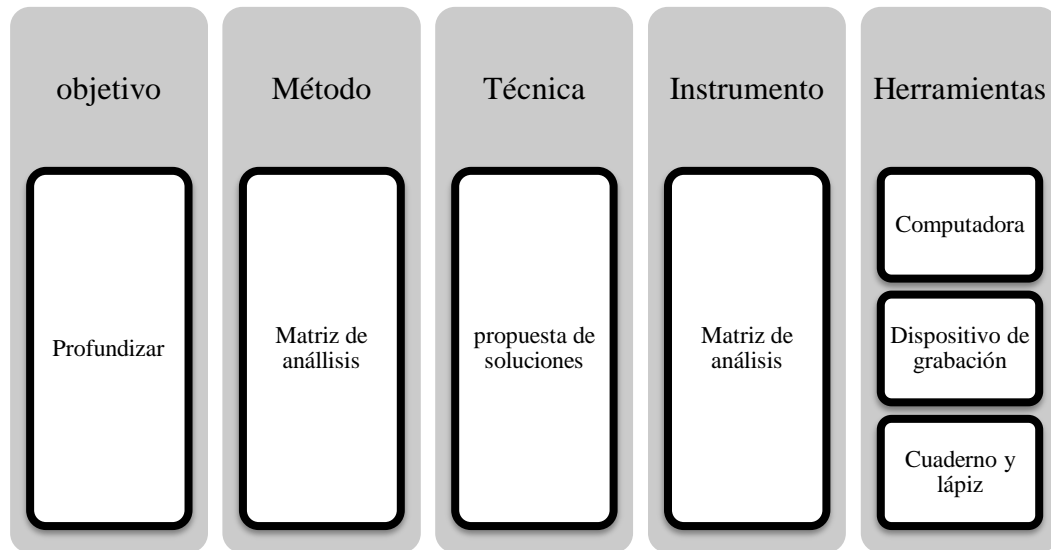 objetivo
Profundizar
Método
Matriz de
anállisis
Técnica
propuesta de
soluciones
Instrumento
Matriz de
análisis
Herramientas
Computadora
Dispositivo de
grabación
Cuaderno y
lápiz